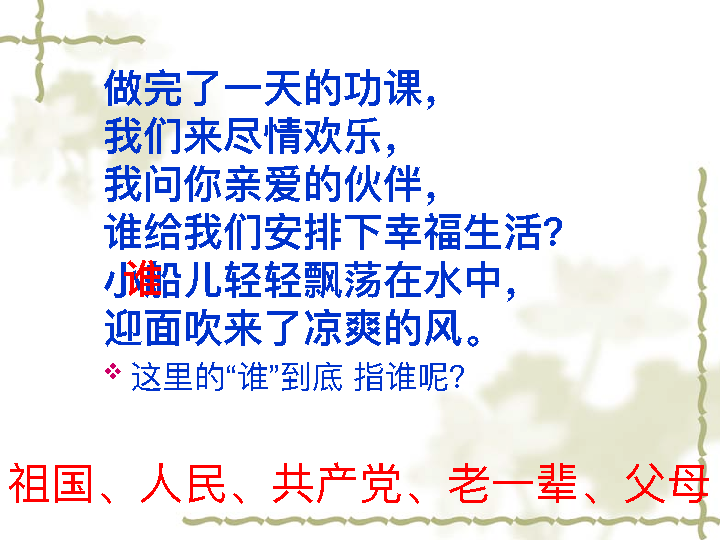 做完了一天的功课，
我们来尽情欢乐，
我问你亲爱的伙伴，
谁给我们安排下幸福生活？
小船儿轻轻飘荡在水中，
谁
迎面吹来了凉爽的风。
这里的“谁”到底 指谁呢？
祖国、人民、共产党、老一辈、父母